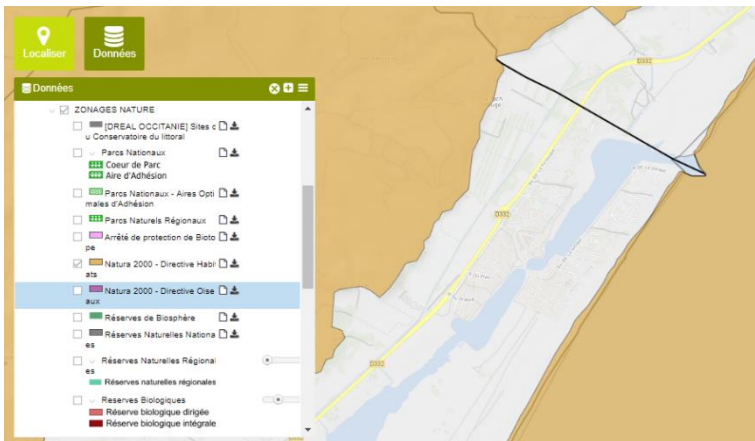 Localiser
Données
Données
ZONAGES NATURE
[DREAL OCCITANIE] Sites d
u Conservatoire du littoral
Parcs Nationaux
Coeur de Parc
Aire d'Adhésion
Parcs Nationaux - Aires Opti
males d'Adhésion
Parcs Naturels Régionaux
Arrêté de protection de Bioto
pe
Natura 2000 - Directive Habit
ats
Natura 2000 - Directive Oise
aux
Réserves de Biosphère
Réserves Naturelles Nationa
es
Réserves Naturelles Régional
es
Réserves naturelles régionales
Reserves Biologiques
Réserve biologique dirigée
Réserve biologique intégrale
D332
D332
D332